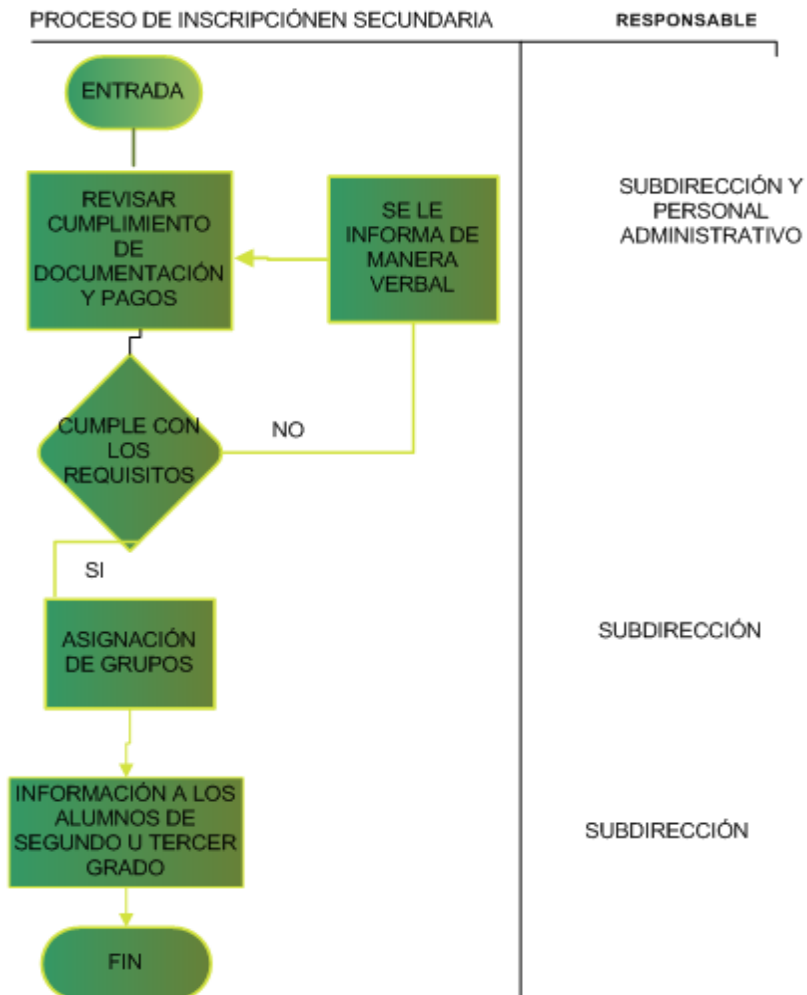 PROCESO DE INSCRIPCIÓNEN SECUNDARIA
RESPONSABLE
ENTRADA
REVISAR
CUMPLIMIENTO
DE
DOCUMENTACIÓN
Y PAGOS
SE LE
INFORMA DE
MANERA
VERBAL
SUBDIRECCIÓN Y
PERSONAL
ADMINISTRATIVO
CUMPLE CON
LOS
REQUISITOS
NO
SI
ASIGNACIÓN
DE GRUPOS
SUBDIRECCIÓN
INFORMACIÓN A LOS
ALUMNOS DE
SEGUNDO U TERCER
GRADO
SUBDIRECCIÓN
FIN